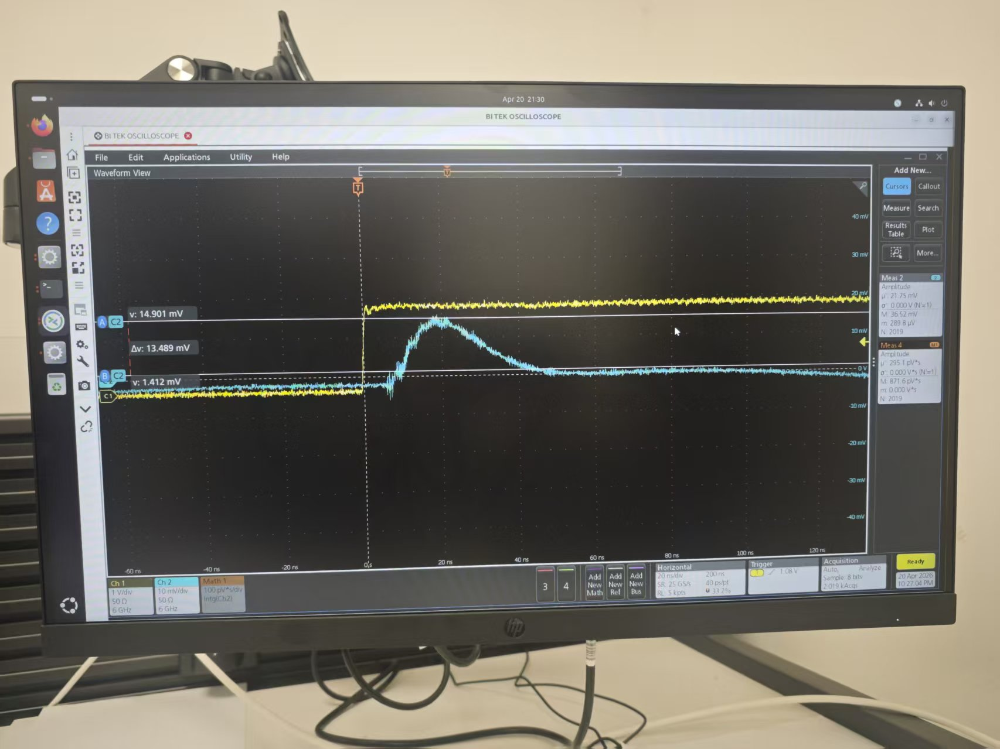 Apr 20 21:30
BI TEK OSCILLOSCOPE
BI TEK OSCILLOSCOPE
File Edit Applications Utility Help
Waveform View
Add New...
Cursors Callout
Measure Search
Results Table Plot
More...
T
T
40 mV
30 mV
20 mV
10 mV
0 V
-10 mV
-20 mV
-30 mV
-40 mV
A C2
v: 14.901 mV
Δv: 13.489 mV
B C2
v: 1.412 mV
C1
Meas 2 2
Amplitude
µ': 21.75 mV
σ': 0.000 V (N'=1)
M: 36.52 mV
m: 289.8 µV
N: 2019
Meas 4 M1
Amplitude
µ': 295.1 pV*s
σ': 0.000 V*s (N'=1)
M: 871.6 pV*s
m: 0.000 V*s
N: 2019
-60 ns -40 ns -20 ns 0 s 20 ns 40 ns 60 ns 80 ns 100 ns 120 ns
Ch 1
1 V/div
50 Ω
6 GHz
Ch 2
10 mV/div
50 Ω
6 GHz
Math 1
100 pV*s/div
Intg(Ch2)
3
4
Add New Math
Add New Ref
Add New Bus
Horizontal
20 ns/div 200 ns
SR: 25 GS/s 40 ps/pt
RL: 5 kpts 33.2%
Trigger
1 1.08 V
Acquisition
Auto, Analyze
Sample: 8 bits
2.019 kAcqs
Ready
20 Apr 2026
10:27:04 PM
hp